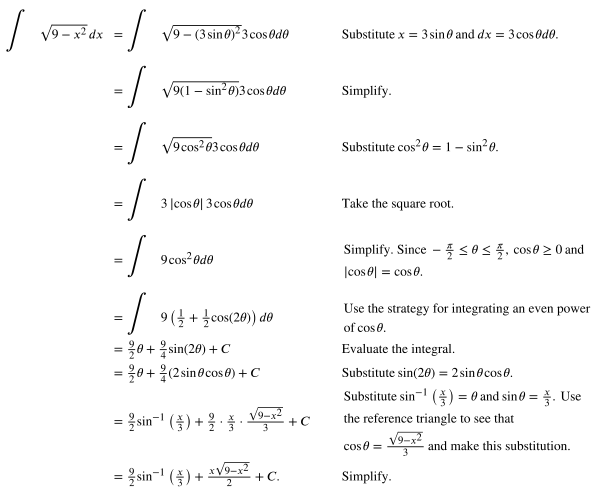 ∫ √(9 − x²) dx = ∫ √(9 − (3 sin θ)²) 3 cos θ dθ Substitute x = 3 sin θ and dx = 3 cos θ dθ.
= ∫ √(9(1 − sin² θ)) 3 cos θ dθ Simplify.
= ∫ √(9 cos² θ) 3 cos θ dθ Substitute cos² θ = 1 − sin² θ.
= ∫ 3 |cos θ| 3 cos θ dθ Take the square root.
= ∫ 9 cos² θ dθ Simplify. Since − π/2 ≤ θ ≤ π/2, cos θ ≥ 0 and
|cos θ| = cos θ.
= ∫ 9 (1/2 + 1/2 cos(2θ)) dθ Use the strategy for integrating an even power
of cos θ.
= 9/2 θ + 9/4 sin(2θ) + C Evaluate the integral.
= 9/2 θ + 9/4 (2 sin θ cos θ) + C Substitute sin(2θ) = 2 sin θ cos θ.
Substitute sin⁻¹ (x/3) = θ and sin θ = x/3. Use
= 9/2 sin⁻¹ (x/3) + 9/2 · x/3 · √(9−x²)/3 + C the reference triangle to see that
cos θ = √(9−x²)/3 and make this substitution.
= 9/2 sin⁻¹ (x/3) + x√(9−x²)/2 + C. Simplify.